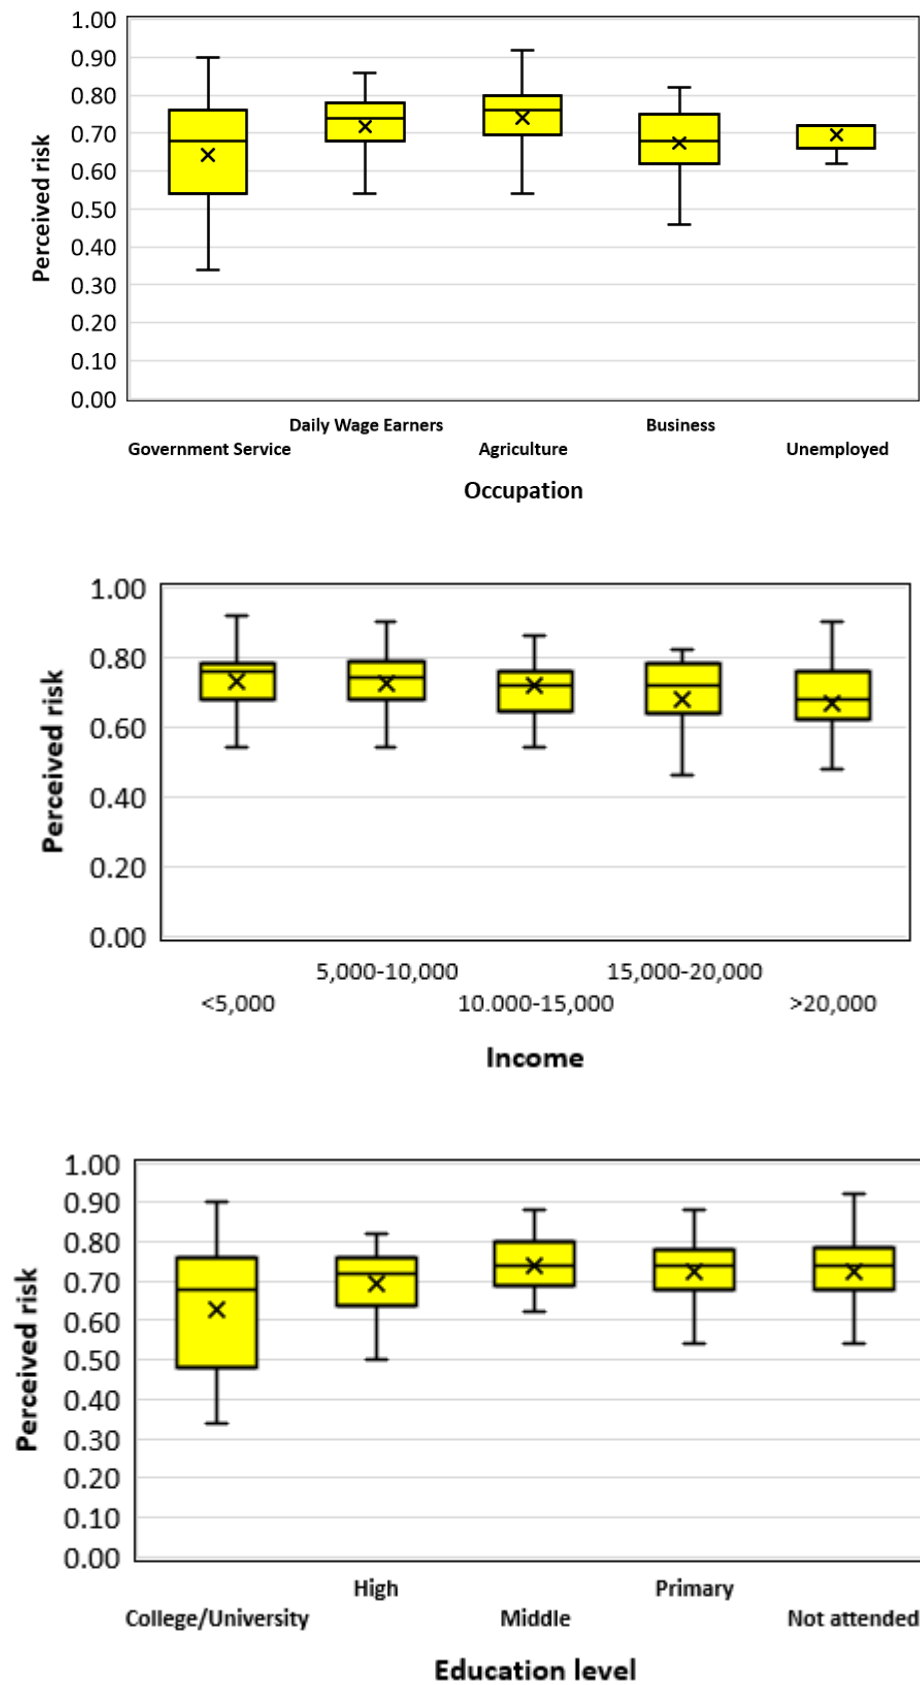 1.00
0.90
0.80
0.70
0.60
0.50
0.40
0.30
0.20
0.10
0.00
Perceived risk
Daily Wage Earners Business
Government Service Agriculture Unemployed
Occupation
1.00
0.80
0.60
0.40
0.20
0.00
Perceived risk
5,000-10,000 15,000-20,000
<5,000 10.000-15,000 >20,000
Income
1.00
0.90
0.80
0.70
0.60
0.50
0.40
0.30
0.20
0.10
0.00
Perceived risk
High Primary
College/University Middle Not attended
Education level